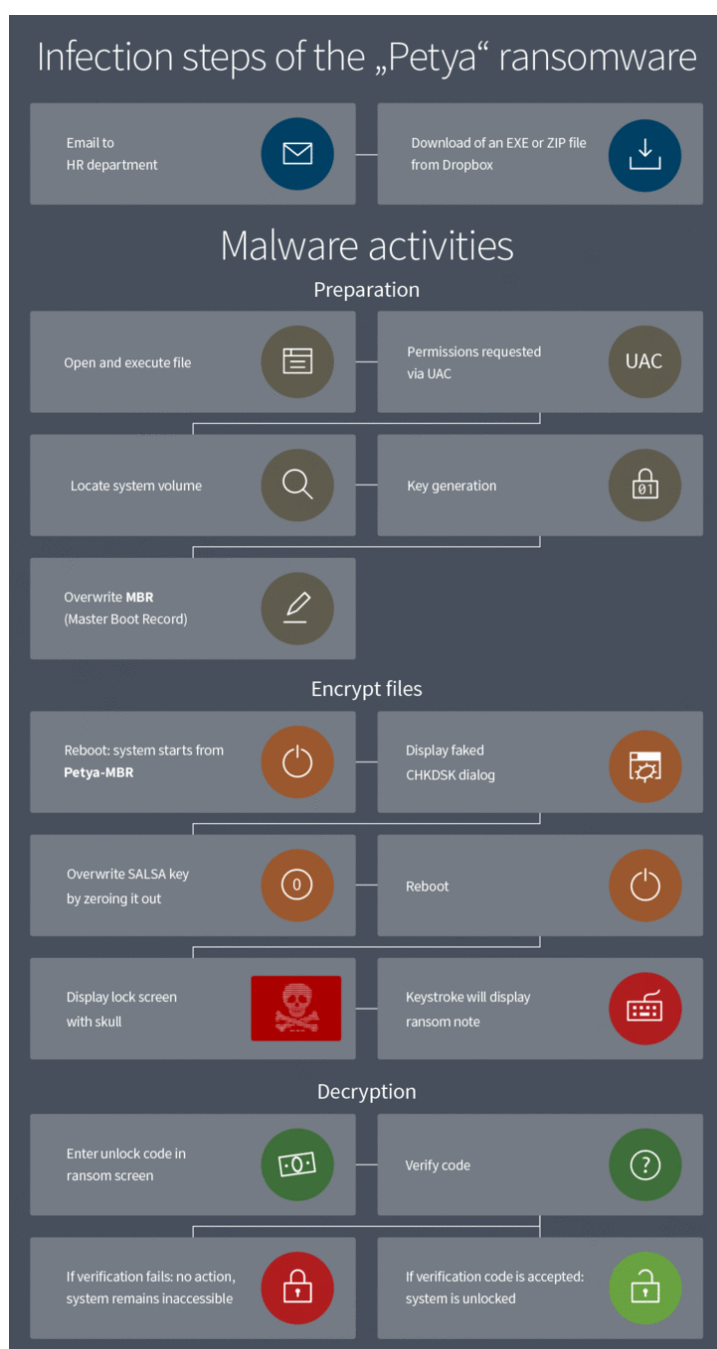 Infection steps of the „Petya“ ransomware
Email to
HR department
Download of an EXE or ZIP file
from Dropbox
Malware activities
Preparation
Open and execute file
Permissions requested
via UAC
UAC
Locate system volume
Key generation
01
Overwrite MBR
(Master Boot Record)
Encrypt files
Reboot: system starts from
Petya-MBR
Display faked
CHKDSK dialog
Overwrite SALSA key
by zeroing it out
0
Reboot
Display lock screen
with skull
Keystroke will display
ransom note
Decryption
Enter unlock code in
ransom screen
Verify code
?
If verification fails: no action,
system remains inaccessible
If verification code is accepted:
system is unlocked